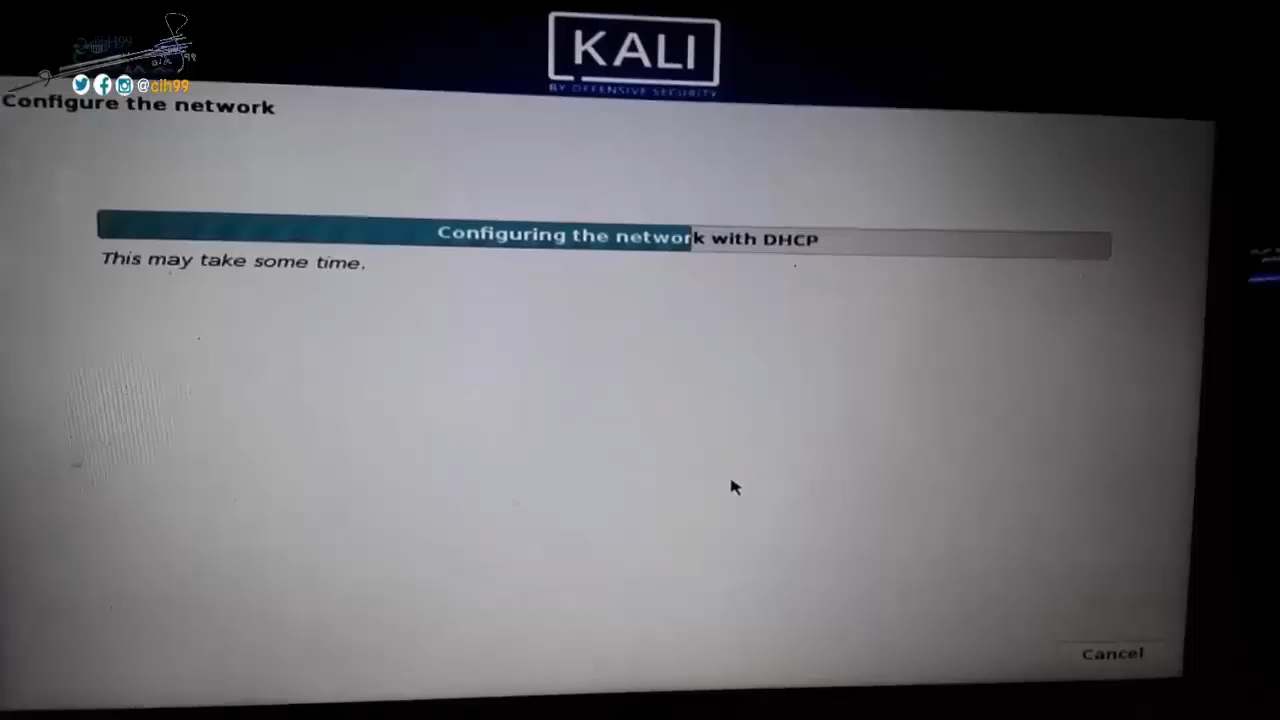 KALI
BY OFFENSIVE SECURITY
@cih99
Configure the network
Configuring the network with DHCP
This may take some time.
Cancel